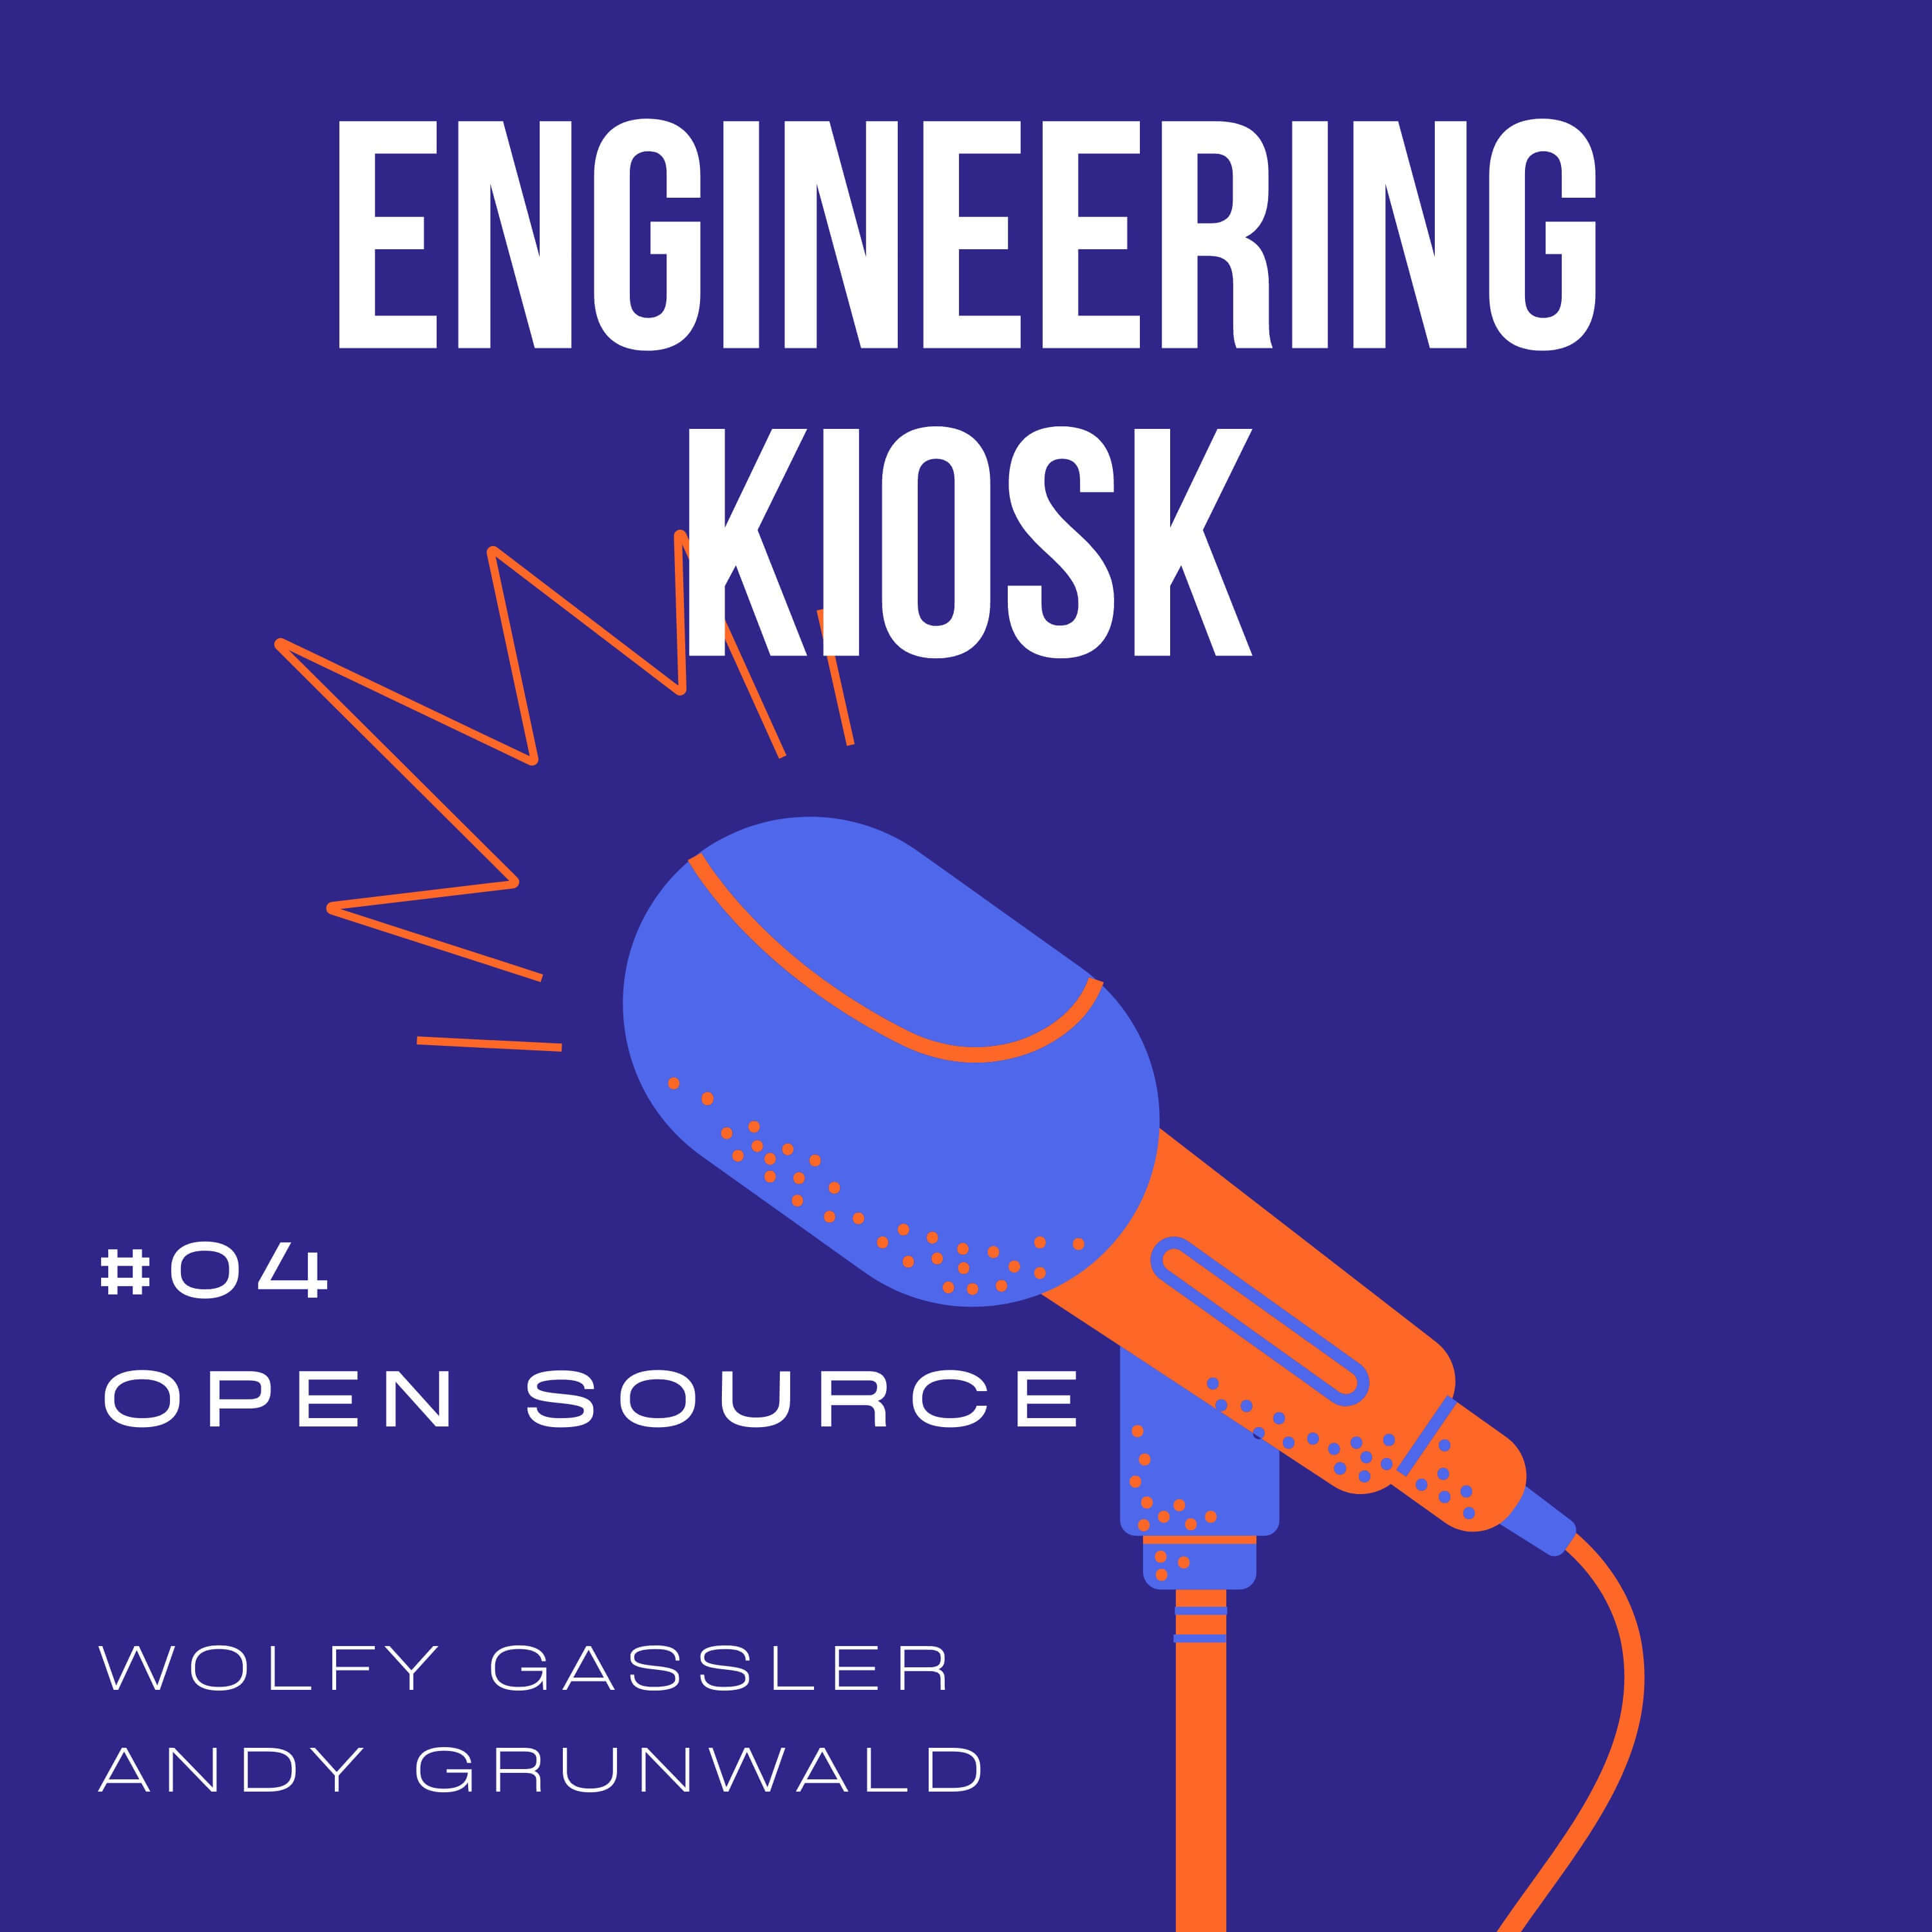 ENGINEERING
KIOSK
#04
OPEN SOURCE
WOLFY GASSLER
ANDY GRUNWALD